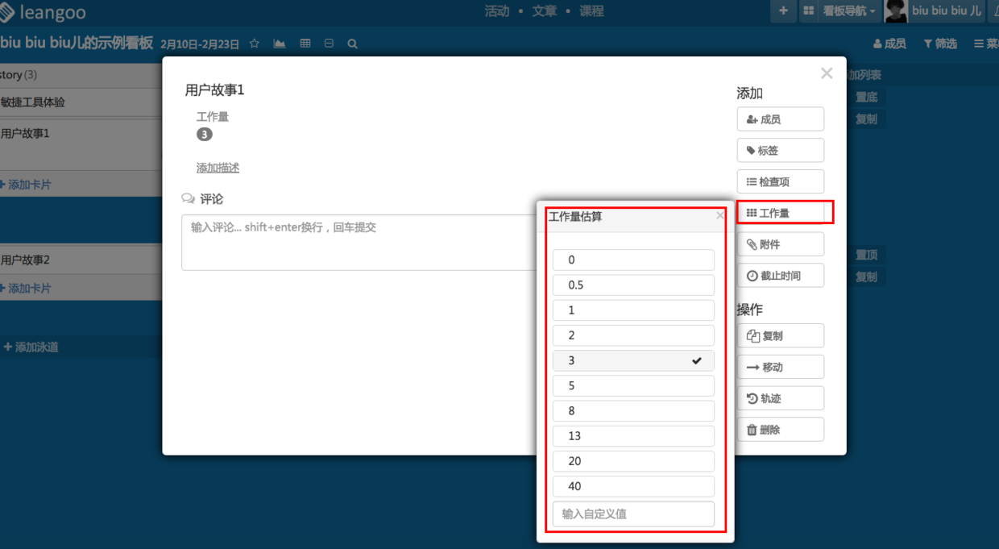 leangoo
活动 • 文章 • 课程
看板导航
biu biu biu 儿
biu biu biu儿的示例看板
2月10日-2月23日
成员
筛选
story(3)
敏捷工具体验
用户故事1
添加卡片
用户故事2
添加卡片
添加泳道
用户故事1
工作量
3
添加描述
评论
输入评论... shift+enter换行，回车提交
工作量估算
0
0.5
1
2
3
5
8
13
20
40
输入自定义值
添加
成员
标签
检查项
工作量
附件
截止时间
操作
复制
移动
轨迹
删除
加列表
置底
复制
置顶
复制